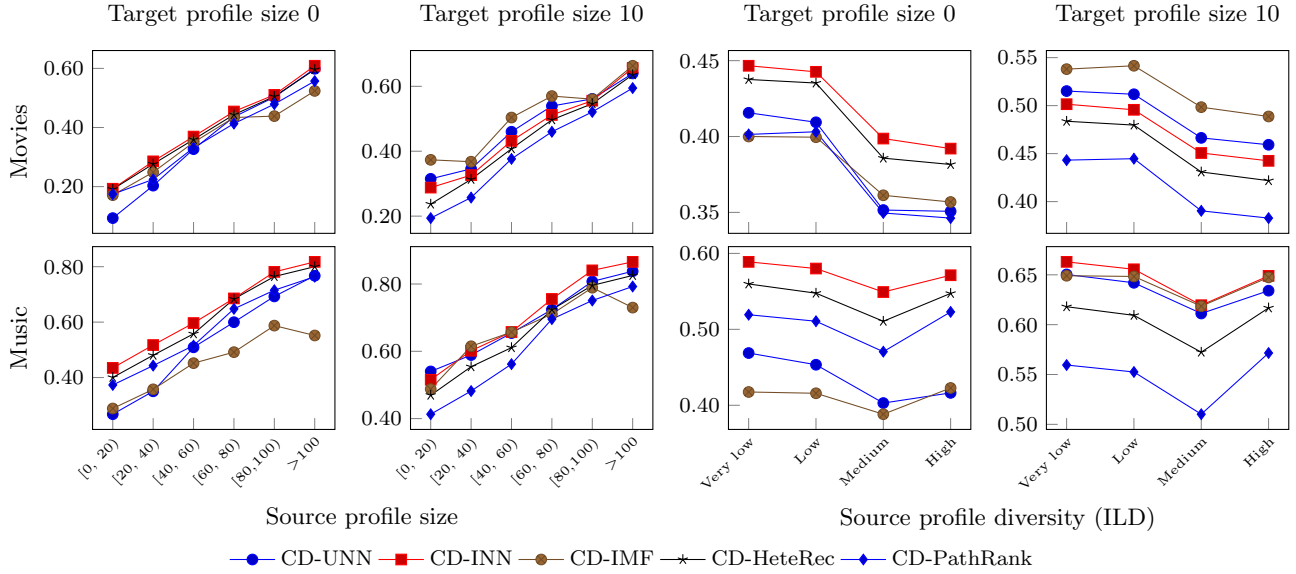 Target profile size 0
Target profile size 10
Target profile size 0
Target profile size 10
Movies
0.60
0.40
0.20
0.60
0.40
0.20
0.45
0.40
0.35
0.55
0.50
0.45
0.40
Music
0.80
0.60
0.40
0.80
0.60
0.40
0.60
0.50
0.40
0.65
0.60
0.55
0.50
[0, 20)
[20, 40)
[40, 60)
[60, 80)
[80,100)
>100
[0, 20)
[20, 40)
[40, 60)
[60, 80)
[80,100)
>100
Very low
Low
Medium
High
Very low
Low
Medium
High
Source profile size
Source profile diversity (ILD)
CD-UNN CD-INN CD-IMF CD-HeteRec CD-PathRank